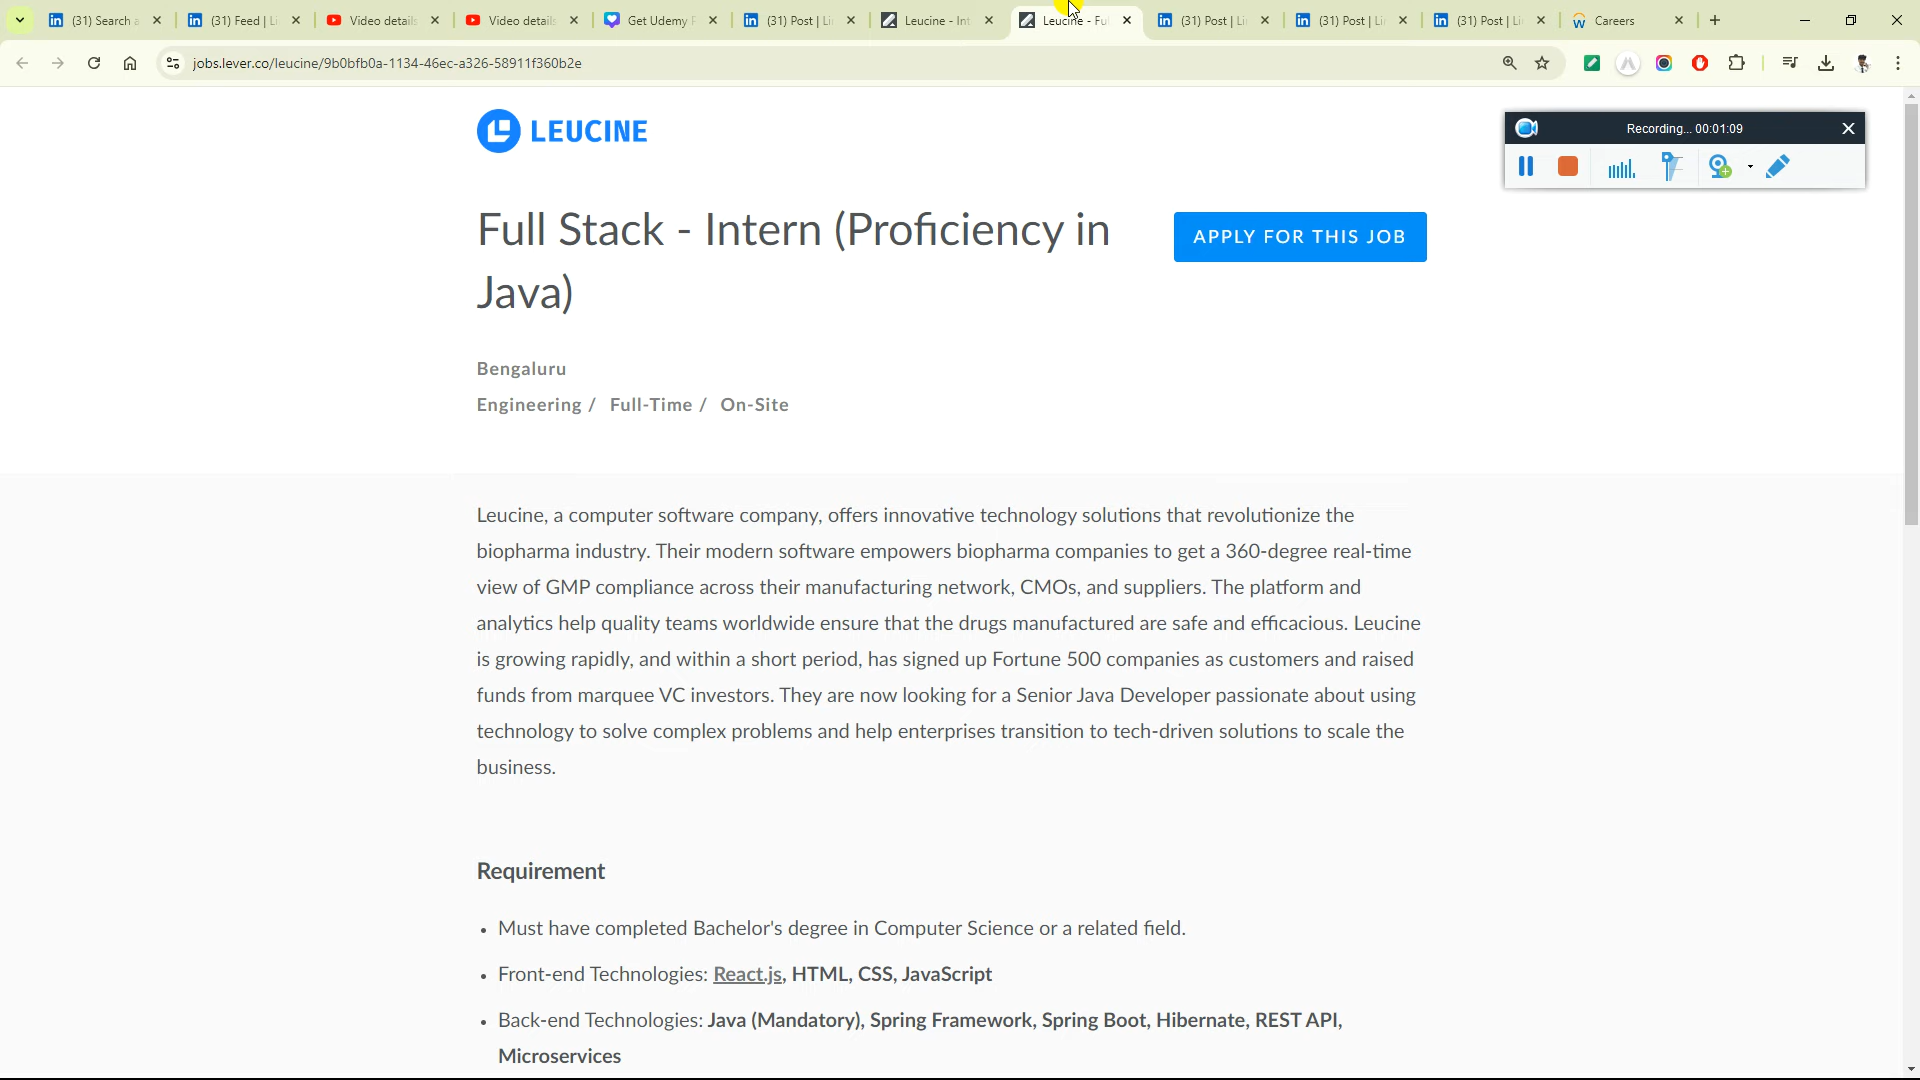 (31) Search a
(31) Feed | Li
Video details
Video details
Get Udemy P
(31) Post | Li
Leucine - Int
Leucine - Ful
(31) Post | Li
(31) Post | Li
(31) Post | Li
Careers
jobs.lever.co/leucine/9b0bfb0a-1134-46ec-a326-58911f360b2e
LEUCINE
Recording... 00:01:09
Full Stack - Intern (Proficiency in
Java)
APPLY FOR THIS JOB
Bengaluru
Engineering / Full-Time / On-Site
Leucine, a computer software company, offers innovative technology solutions that revolutionize the
biopharma industry. Their modern software empowers biopharma companies to get a 360-degree real-time
view of GMP compliance across their manufacturing network, CMOs, and suppliers. The platform and
analytics help quality teams worldwide ensure that the drugs manufactured are safe and efficacious. Leucine
is growing rapidly, and within a short period, has signed up Fortune 500 companies as customers and raised
funds from marquee VC investors. They are now looking for a Senior Java Developer passionate about using
technology to solve complex problems and help enterprises transition to tech-driven solutions to scale the
business.
Requirement
• Must have completed Bachelor's degree in Computer Science or a related field.
• Front-end Technologies: React.js, HTML, CSS, JavaScript
• Back-end Technologies: Java (Mandatory), Spring Framework, Spring Boot, Hibernate, REST API,
Microservices